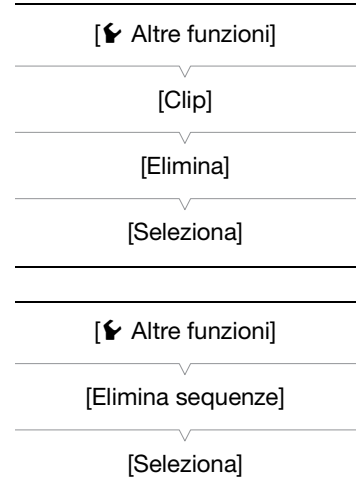 [Altre funzioni]
[Clip]
[Elimina]
[Seleziona]
[Altre funzioni]
[Elimina sequenze]
[Seleziona]